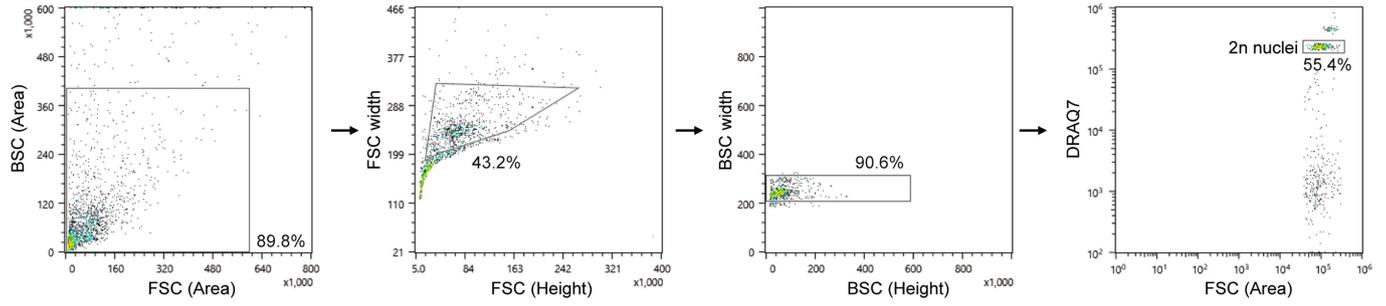 BSC (Area)
x1,000
600
480
360
240
120
0
0 160 320 480 640 800
x1,000
FSC (Area)
89.8%
FSC width
466
377
288
199
110
21
5.0 84 163 242 321 400
x1,000
FSC (Height)
43.2%
BSC width
800
600
400
200
0
0 200 400 600 800
x1,000
BSC (Height)
90.6%
DRAQ7
10⁶
10⁵
10⁴
10³
10²
10⁰ 10¹ 10² 10³ 10⁴ 10⁵ 10⁶
FSC (Area)
2n nuclei
55.4%